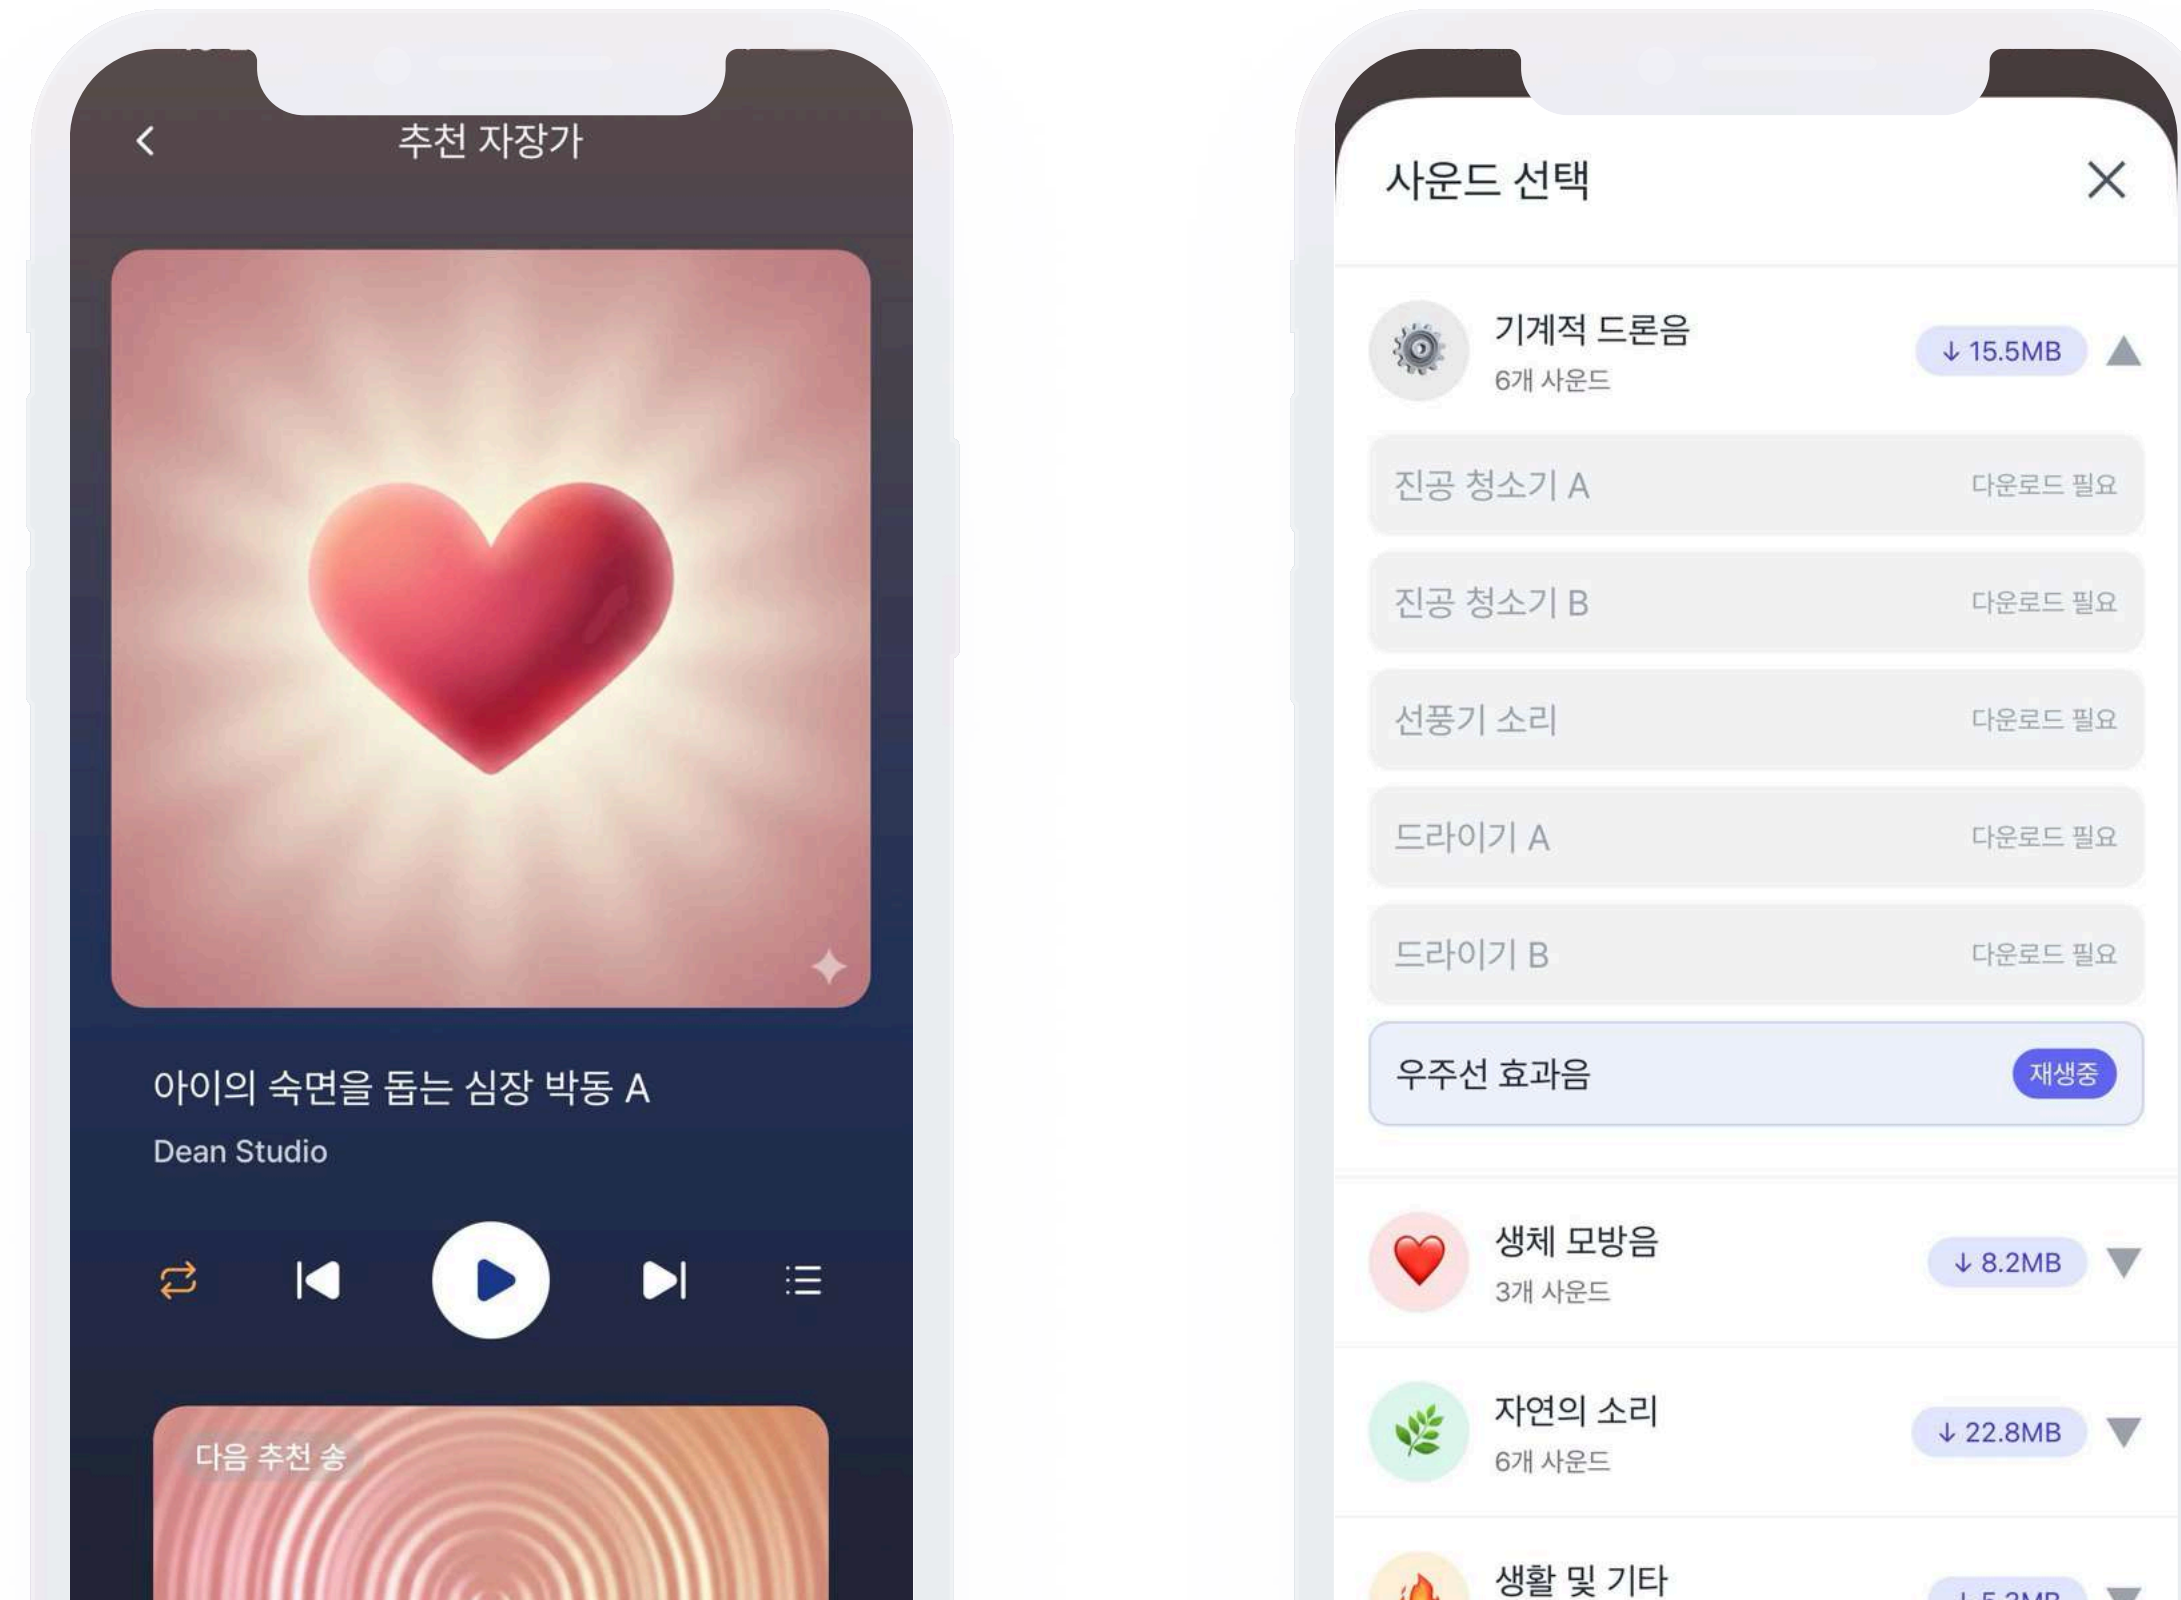 추천 자장가
아이의 숙면을 돕는 심장 박동 A
Dean Studio
다음 추천 송
사운드 선택
기계적 드론음
6개 사운드
↓ 15.5MB
진공 청소기 A
다운로드 필요
진공 청소기 B
다운로드 필요
선풍기 소리
다운로드 필요
드라이기 A
다운로드 필요
드라이기 B
다운로드 필요
우주선 효과음
재생중
생체 모방음
3개 사운드
↓ 8.2MB
자연의 소리
6개 사운드
↓ 22.8MB
생활 및 기타